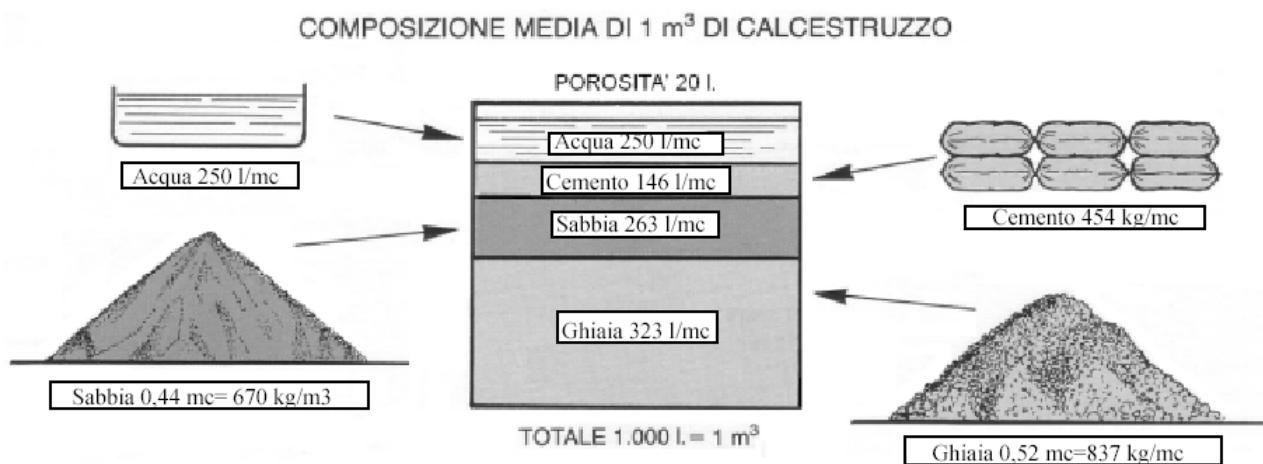 COMPOSIZIONE MEDIA DI 1 m³ DI CALCESTRUZZO
POROSITA' 20 l.
Acqua 250 l/mc
Acqua 250 l/mc
Cemento 146 l/mc
Cemento 454 kg/mc
Sabbia 263 l/mc
Ghiaia 323 l/mc
Sabbia 0,44 mc= 670 kg/m3
TOTALE 1.000 l. = 1 m³
Ghiaia 0,52 mc=837 kg/mc